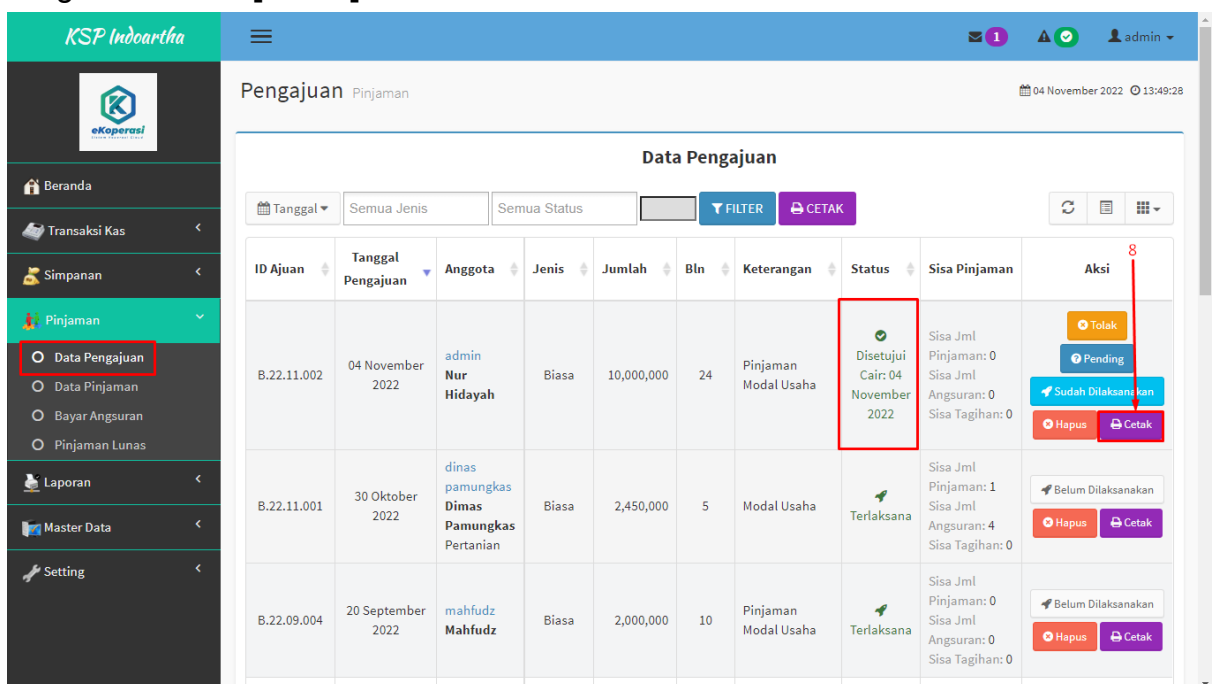 KSP Indoartha
1
admin
eKoperasi
Pengajuan Pinjaman
04 November 2022 13:49:28
Data Pengajuan
Beranda
Transaksi Kas
Simpanan
Pinjaman
Data Pengajuan
Data Pinjaman
Bayar Angsuran
Pinjaman Lunas
Laporan
Master Data
Setting
Tanggal
Semua Jenis
Semua Status
FILTER
CETAK
8
ID Ajuan
Tanggal
Pengajuan
Anggota
Jenis
Jumlah
Bln
Keterangan
Status
Sisa Pinjaman
Aksi
B.22.11.002
04 November
2022
admin
Nur
Hidayah
Biasa
10,000,000
24
Pinjaman
Modal Usaha
Disetujui
Cair: 04
November
2022
Sisa Jml
Pinjaman: 0
Sisa Jml
Angsuran: 0
Sisa Tagihan: 0
Tolak
Pending
Sudah Dilaksanakan
Hapus
Cetak
B.22.11.001
30 Oktober
2022
dinas
pamungkas
Dimas
Pamungkas
Pertanian
Biasa
2,450,000
5
Modal Usaha
Terlaksana
Sisa Jml
Pinjaman: 1
Sisa Jml
Angsuran: 4
Sisa Tagihan: 0
Belum Dilaksanakan
Hapus
Cetak
B.22.09.004
20 September
2022
mahfudz
Mahfudz
Biasa
2,000,000
10
Pinjaman
Modal Usaha
Terlaksana
Sisa Jml
Pinjaman: 0
Sisa Jml
Angsuran: 0
Sisa Tagihan: 0
Belum Dilaksanakan
Hapus
Cetak